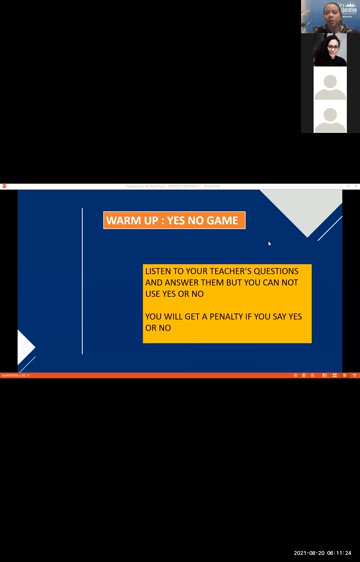 WARM UP : YES NO GAME
LISTEN TO YOUR TEACHER'S QUESTIONS
AND ANSWER THEM BUT YOU CAN NOT
USE YES OR NO
YOU WILL GET A PENALTY IF YOU SAY YES
OR NO
2021-08-20 06:11:24